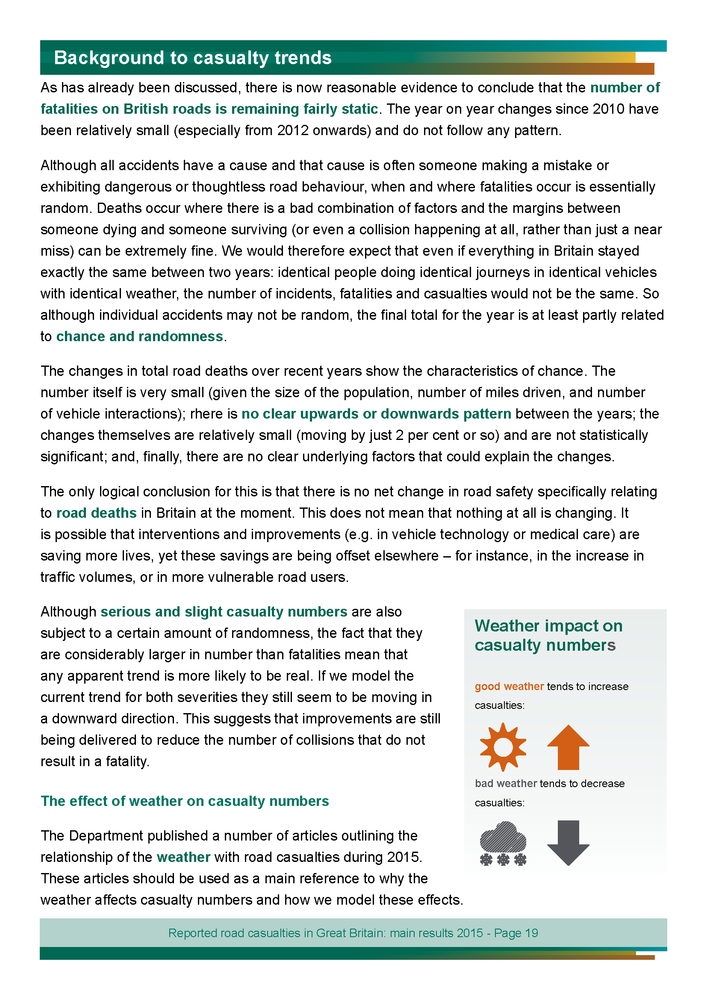 Background to casualty trends
As has already been discussed, there is now reasonable evidence to conclude that the number of
fatalities on British roads is remaining fairly static. The year on year changes since 2010 have
been relatively small (especially from 2012 onwards) and do not follow any pattern.
Although all accidents have a cause and that cause is often someone making a mistake or
exhibiting dangerous or thoughtless road behaviour, when and where fatalities occur is essentially
random. Deaths occur where there is a bad combination of factors and the margins between
someone dying and someone surviving (or even a collision happening at all, rather than just a near
miss) can be extremely fine. We would therefore expect that even if everything in Britain stayed
exactly the same between two years: identical people doing identical journeys in identical vehicles
with identical weather, the number of incidents, fatalities and casualties would not be the same. So
although individual accidents may not be random, the final total for the year is at least partly related
to chance and randomness.
The changes in total road deaths over recent years show the characteristics of chance. The
number itself is very small (given the size of the population, number of miles driven, and number
of vehicle interactions); rhere is no clear upwards or downwards pattern between the years; the
changes themselves are relatively small (moving by just 2 per cent or so) and are not statistically
significant; and, finally, there are no clear underlying factors that could explain the changes.
The only logical conclusion for this is that there is no net change in road safety specifically relating
to road deaths in Britain at the moment. This does not mean that nothing at all is changing. It
is possible that interventions and improvements (e.g. in vehicle technology or medical care) are
saving more lives, yet these savings are being offset elsewhere – for instance, in the increase in
traffic volumes, or in more vulnerable road users.
Although serious and slight casualty numbers are also
subject to a certain amount of randomness, the fact that they
are considerably larger in number than fatalities mean that
any apparent trend is more likely to be real. If we model the
current trend for both severities they still seem to be moving in
a downward direction. This suggests that improvements are still
being delivered to reduce the number of collisions that do not
result in a fatality.
The effect of weather on casualty numbers
The Department published a number of articles outlining the
relationship of the weather with road casualties during 2015.
These articles should be used as a main reference to why the
weather affects casualty numbers and how we model these effects.
Weather impact on
casualty numbers
good weather tends to increase
casualties:
bad weather tends to decrease
casualties:
Reported road casualties in Great Britain: main results 2015 - Page 19